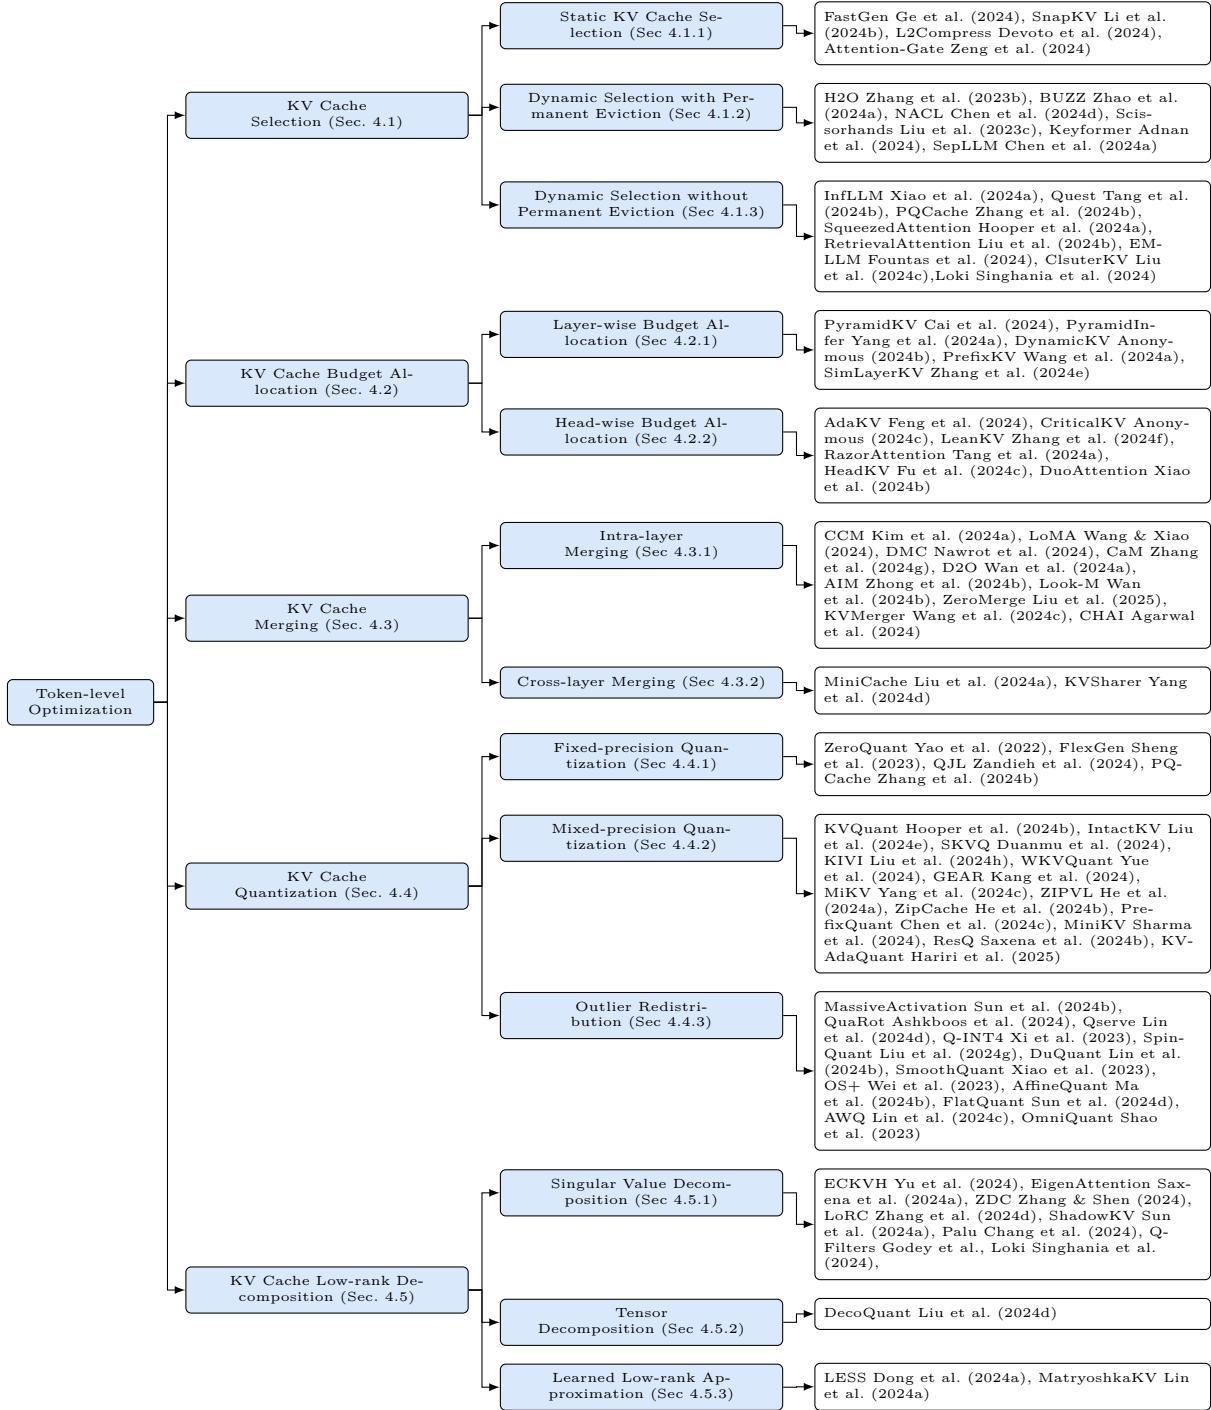 Token-level
Optimization
KV Cache
Selection (Sec. 4.1)
Static KV Cache Se-
lection (Sec 4.1.1)
FastGen Ge et al. (2024), SnapKV Li et al.
(2024b), L2Compress Devoto et al. (2024),
Attention-Gate Zeng et al. (2024)
Dynamic Selection with Per-
manent Eviction (Sec 4.1.2)
H2O Zhang et al. (2023b), BUZZ Zhao et al.
(2024a), NACL Chen et al. (2024d), Scis-
sorhands Liu et al. (2023c), Keyformer Adnan
et al. (2024), SepLLM Chen et al. (2024a)
Dynamic Selection without
Permanent Eviction (Sec 4.1.3)
InfLLM Xiao et al. (2024a), Quest Tang et al.
(2024b), PQCache Zhang et al. (2024b),
SqueezedAttention Hooper et al. (2024a),
RetrievalAttention Liu et al. (2024b), EM-
LLM Fountas et al. (2024), ClsuterKV Liu
et al. (2024c),Loki Singhania et al. (2024)
KV Cache Budget Al-
location (Sec. 4.2)
Layer-wise Budget Al-
location (Sec 4.2.1)
PyramidKV Cai et al. (2024), PyramidIn-
fer Yang et al. (2024a), DynamicKV Anony-
mous (2024b), PrefixKV Wang et al. (2024a),
SimLayerKV Zhang et al. (2024e)
Head-wise Budget Al-
location (Sec 4.2.2)
AdaKV Feng et al. (2024), CriticalKV Anony-
mous (2024c), LeanKV Zhang et al. (2024f),
RazorAttention Tang et al. (2024a),
HeadKV Fu et al. (2024c), DuoAttention Xiao
et al. (2024b)
KV Cache
Merging (Sec. 4.3)
Intra-layer
Merging (Sec 4.3.1)
CCM Kim et al. (2024a), LoMA Wang & Xiao
(2024), DMC Nawrot et al. (2024), CaM Zhang
et al. (2024g), D2O Wan et al. (2024a),
AIM Zhong et al. (2024b), Look-M Wan
et al. (2024b), ZeroMerge Liu et al. (2025),
KVMerger Wang et al. (2024c), CHAI Agarwal
et al. (2024)
Cross-layer Merging (Sec 4.3.2)
MiniCache Liu et al. (2024a), KVSharer Yang
et al. (2024d)
KV Cache
Quantization (Sec. 4.4)
Fixed-precision Quan-
tization (Sec 4.4.1)
ZeroQuant Yao et al. (2022), FlexGen Sheng
et al. (2023), QJL Zandieh et al. (2024), PQ-
Cache Zhang et al. (2024b)
Mixed-precision Quan-
tization (Sec 4.4.2)
KVQuant Hooper et al. (2024b), IntactKV Liu
et al. (2024e), SKVQ Duanmu et al. (2024),
KIVI Liu et al. (2024h), WKVQuant Yue
et al. (2024), GEAR Kang et al. (2024),
MiKV Yang et al. (2024c), ZIPVL He et al.
(2024a), ZipCache He et al. (2024b), Pre-
fixQuant Chen et al. (2024c), MiniKV Sharma
et al. (2024), ResQ Saxena et al. (2024b), KV-
AdaQuant Hariri et al. (2025)
Outlier Redistri-
bution (Sec 4.4.3)
MassiveActivation Sun et al. (2024b),
QuaRot Ashkboos et al. (2024), Qserve Lin
et al. (2024d), Q-INT4 Xi et al. (2023), Spin-
Quant Liu et al. (2024g), DuQuant Lin et al.
(2024b), SmoothQuant Xiao et al. (2023),
OS+ Wei et al. (2023), AffineQuant Ma
et al. (2024b), FlatQuant Sun et al. (2024d),
AWQ Lin et al. (2024c), OmniQuant Shao
et al. (2023)
KV Cache Low-rank De-
composition (Sec. 4.5)
Singular Value Decom-
position (Sec 4.5.1)
ECKVH Yu et al. (2024), EigenAttention Sax-
ena et al. (2024a), ZDC Zhang & Shen (2024),
LoRC Zhang et al. (2024d), ShadowKV Sun
et al. (2024a), Palu Chang et al. (2024), Q-
Filters Godey et al., Loki Singhania et al.
(2024),
Tensor
Decomposition (Sec 4.5.2)
DecoQuant Liu et al. (2024d)
Learned Low-rank Ap-
proximation (Sec 4.5.3)
LESS Dong et al. (2024a), MatryoshkaKV Lin
et al. (2024a)